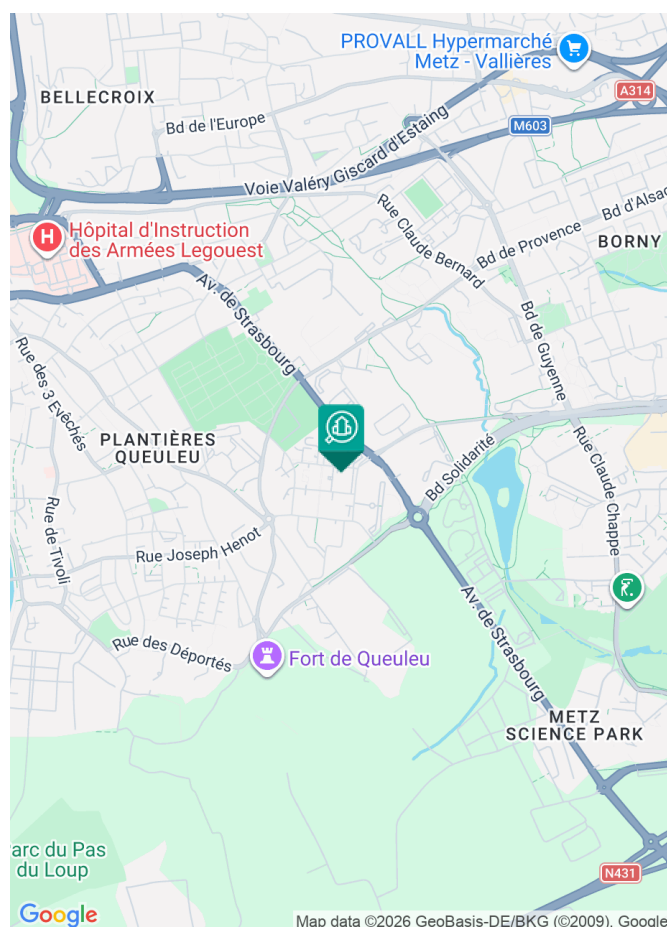 PROVALL Hypermarché
Metz - Vallières
A314
BELLECROIX
Bd de l'Europe
M603
Voie Valéry Giscard d'Estaing
Rue Claude Bernard
Bd d'Alsac
Bd de Provence
BORNY
H
Hôpital d'Instruction
des Armées Legouest
Av. de Strasbourg
Bd de Guyenne
Rue des 3 Evêchés
PLANTIÈRES
QUEULEU
Bd Solidarité
Rue Claude Chappe
Rue de Tivoli
Rue Joseph Henot
Av. de Strasbourg
Rue des Déportés
Fort de Queuleu
METZ
SCIENCE PARK
arc du Pas
du Loup
N431
Google
Map data ©2026 GeoBasis-DE/BKG (©2009), Google